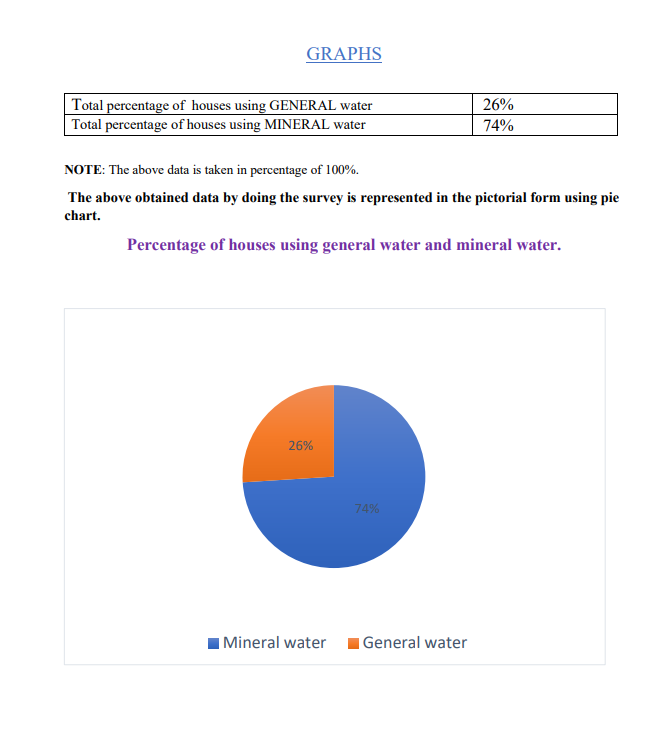 GRAPHS
Total percentage of houses using GENERAL water 26%
Total percentage of houses using MINERAL water 74%
NOTE: The above data is taken in percentage of 100%.
The above obtained data by doing the survey is represented in the pictorial form using pie
chart.
Percentage of houses using general water and mineral water.
26%
74%
Mineral water General water